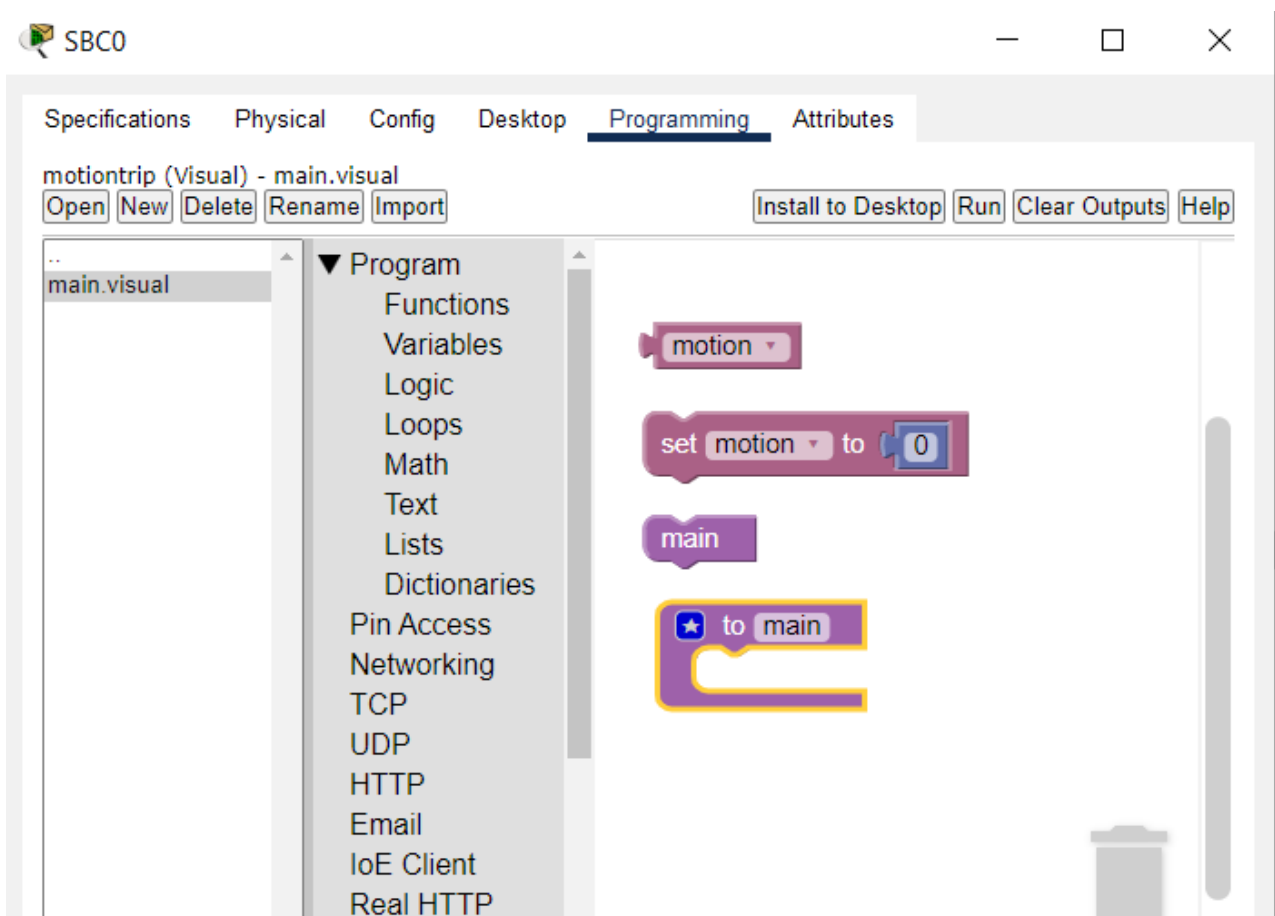 SBC0
Specifications Physical Config Desktop Programming Attributes
motiontrip (Visual) - main.visual
Open New Delete Rename Import Install to Desktop Run Clear Outputs Help
..
main.visual
Program
Functions
Variables
Logic
Loops
Math
Text
Lists
Dictionaries
Pin Access
Networking
TCP
UDP
HTTP
Email
IoE Client
Real HTTP
motion
set motion to 0
main
to main